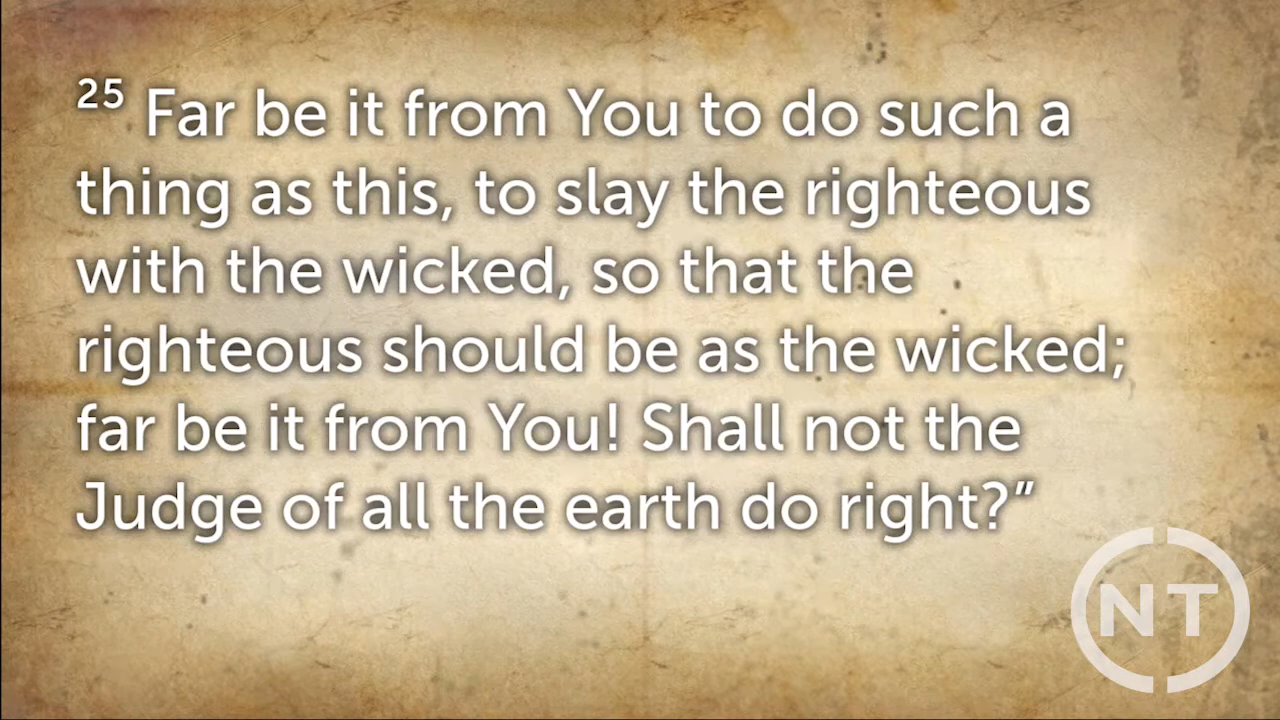 25 Far be it from You to do such a
thing as this, to slay the righteous
with the wicked, so that the
righteous should be as the wicked;
far be it from You! Shall not the
Judge of all the earth do right?”
NT